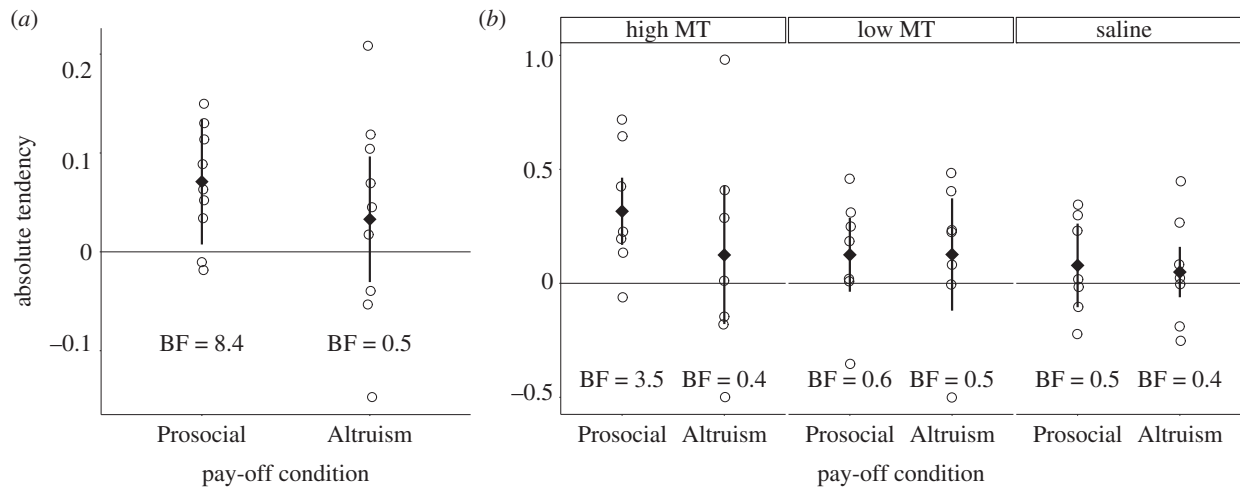 (a)
absolute tendency
0.2
0.1
0
–0.1
BF = 8.4 BF = 0.5
Prosocial Altruism
pay-off condition
(b)
high MT low MT saline
1.0
0.5
0
–0.5
BF = 3.5 BF = 0.4 BF = 0.6 BF = 0.5 BF = 0.5 BF = 0.4
Prosocial Altruism Prosocial Altruism Prosocial Altruism
pay-off condition